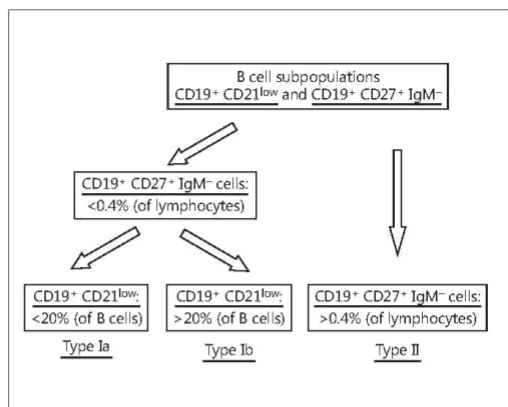 B cell subpopulations
CD19⁺ CD21ˡᵒʷ and CD19⁺ CD27⁺ IgM⁻
CD19⁺ CD27⁺ IgM⁻ cells:
<0.4% (of lymphocytes)
CD19⁺ CD21ˡᵒʷ:
<20% (of B cells)
Type Ia
CD19⁺ CD21ˡᵒʷ:
>20% (of B cells)
Type Ib
CD19⁺ CD27⁺ IgM⁻ cells:
>0.4% (of lymphocytes)
Type II